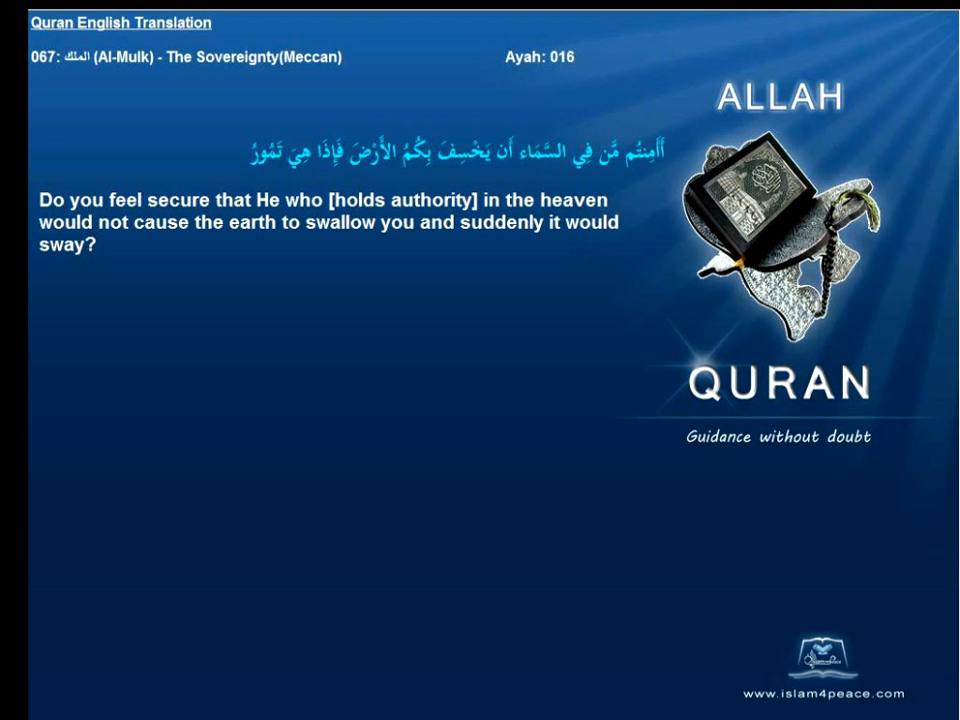 Quran English Translation
067: الملك (Al-Mulk) - The Sovereignty(Meccan) Ayah: 016
ALLAH
أَأَمِنتُم مَّن فِي السَّمَاء أَن يَخْسِفَ بِكُمُ الأَرْضَ فَإِذَا هِيَ تَمُورُ
Do you feel secure that He who [holds authority] in the heaven
would not cause the earth to swallow you and suddenly it would
sway?
QURAN
Guidance without doubt
www.islam4peace.com